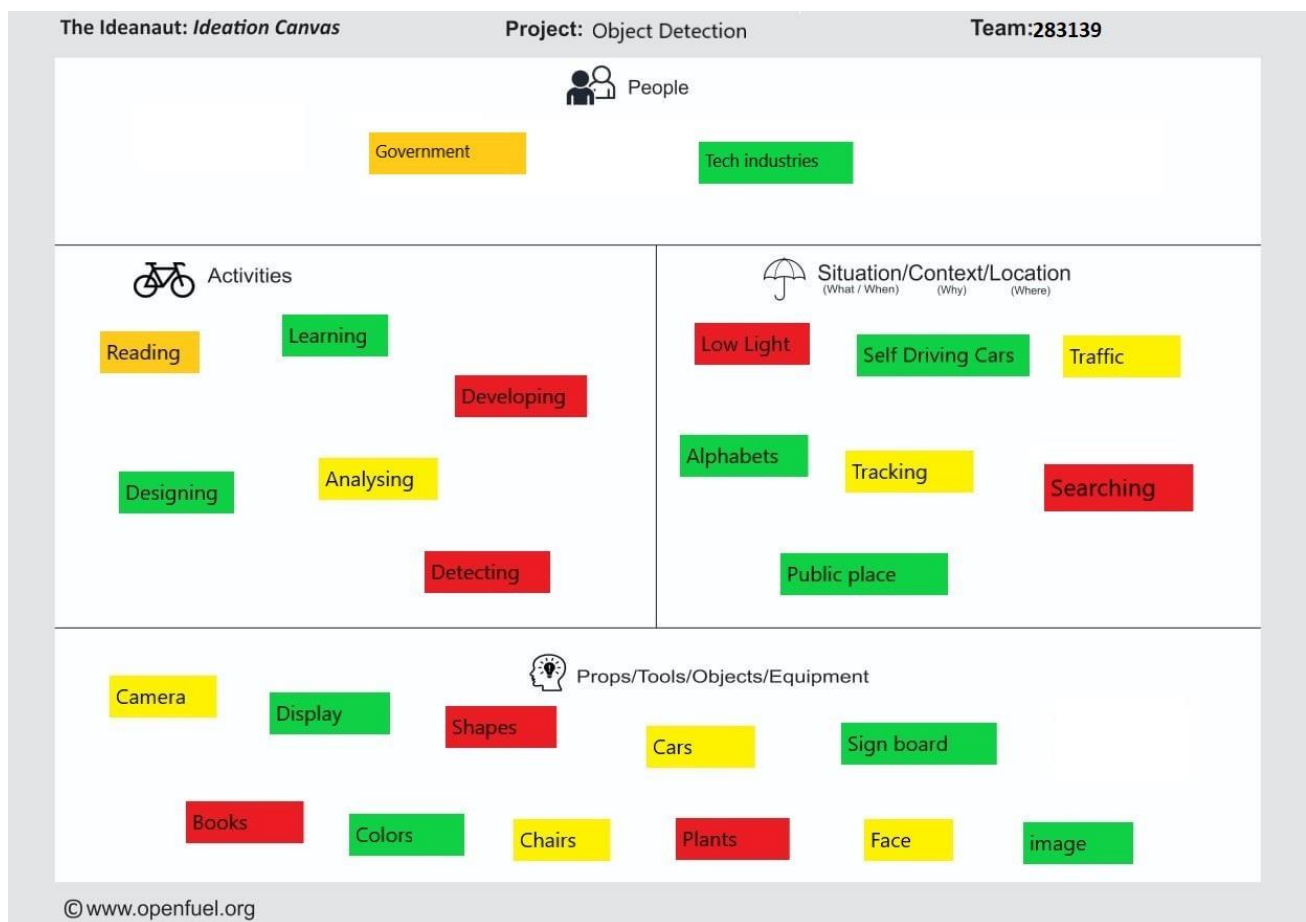 The Ideanaut: Ideation Canvas
Project: Object Detection
Team:283139
People
Government
Tech industries
Activities
Reading
Learning
Developing
Designing
Analysing
Detecting
Situation/Context/Location
(What / When) (Why) (Where)
Low Light
Self Driving Cars
Traffic
Alphabets
Tracking
Searching
Public place
Props/Tools/Objects/Equipment
Camera
Display
Shapes
Cars
Sign board
Books
Colors
Chairs
Plants
Face
image
© www.openfuel.org